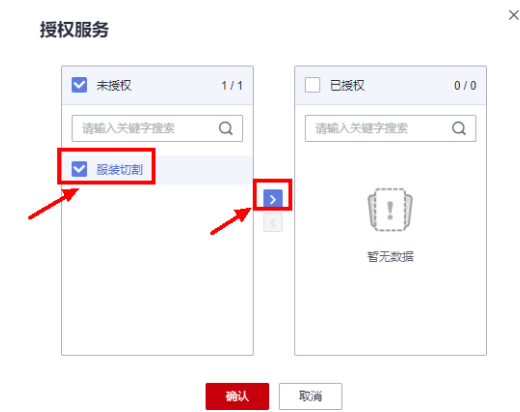 授权服务
未授权 1 / 1
请输入关键字搜索
服装切割
已授权 0 / 0
请输入关键字搜索
暂无数据
确认 取消